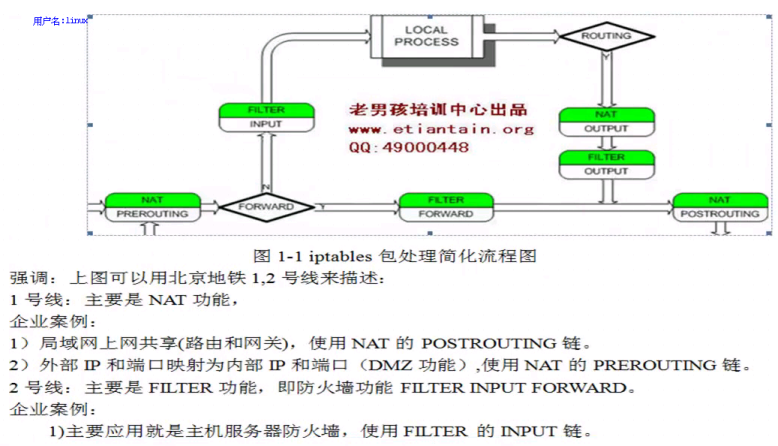 用户名:linux
LOCAL
PROCESS
ROUTING
Y
FILTER
INPUT
老男孩培训中心出品
www.etiantain.org
QQ:49000448
NAT
OUTPUT
FILTER
OUTPUT
N
NAT
PREROUTING
FORWARD
Y
FILTER
FORWARD
NAT
POSTROUTING
图 1-1 iptables 包处理简化流程图
强调：上图可以用北京地铁 1,2 号线来描述：
1 号线：主要是 NAT 功能，
企业案例：
1）局域网上网共享(路由和网关)，使用 NAT 的 POSTROUTING 链。
2）外部 IP 和端口映射为内部 IP 和端口（DMZ 功能）,使用 NAT 的 PREROUTING 链。
2 号线：主要是 FILTER 功能，即防火墙功能 FILTER INPUT FORWARD。
企业案例：
1)主要应用就是主机服务器防火墙，使用 FILTER 的 INPUT 链。